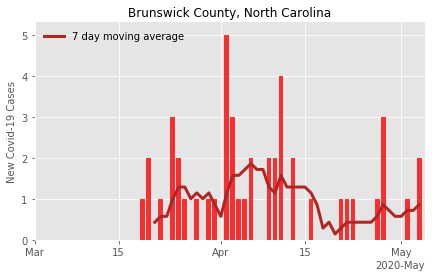 Brunswick County, North Carolina
7 day moving average
New Covid-19 Cases
5
4
3
2
1
0
Mar
15
Apr
15
May
2020-May